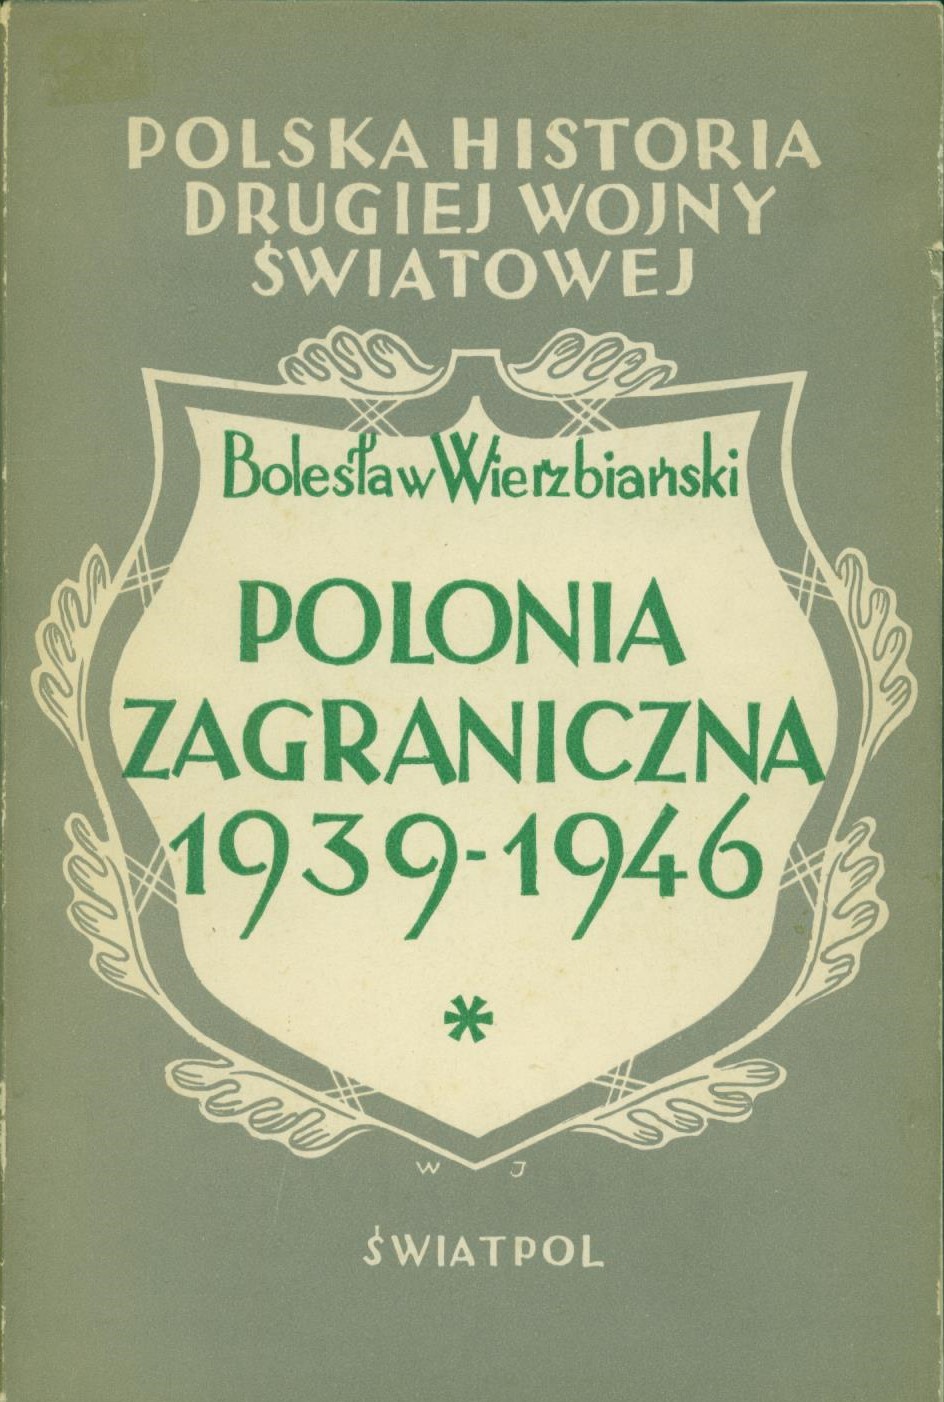 POLSKA HISTORIA
DRUGIEJ WOJNY
ŚWIATOWEJ
Bolesław Wierzbiański
POLONIA
ZAGRANICZNA
1939-1946
*
W J
ŚWIATPOL